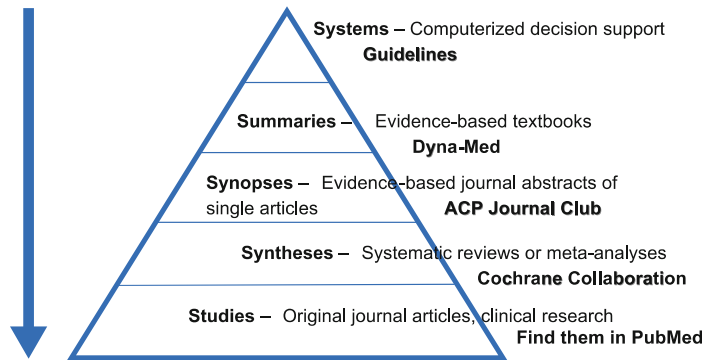 Systems – Computerized decision support
Guidelines
Summaries – Evidence-based textbooks
Dyna-Med
Synopses – Evidence-based journal abstracts of
single articles ACP Journal Club
Syntheses – Systematic reviews or meta-analyses
Cochrane Collaboration
Studies – Original journal articles, clinical research
Find them in PubMed